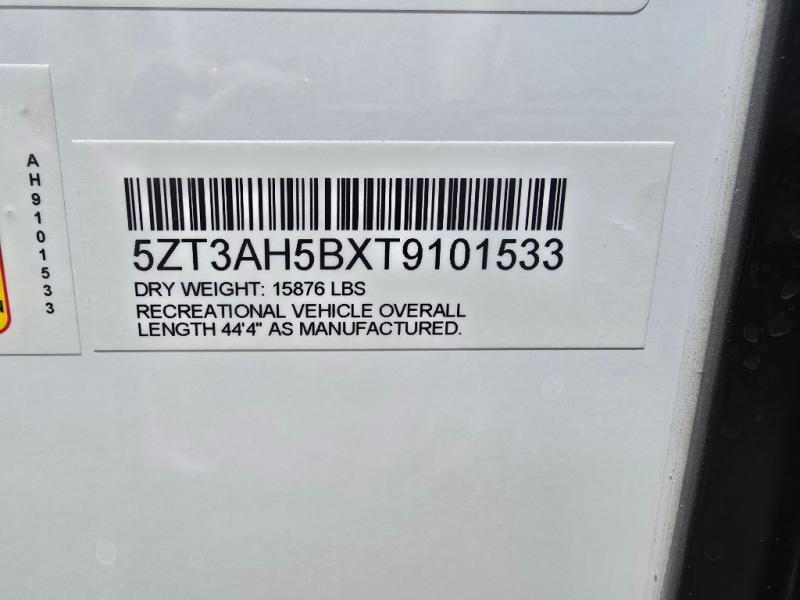 AH9101533
5ZT3AH5BXT9101533
DRY WEIGHT: 15876 LBS
RECREATIONAL VEHICLE OVERALL
LENGTH 44'4" AS MANUFACTURED.